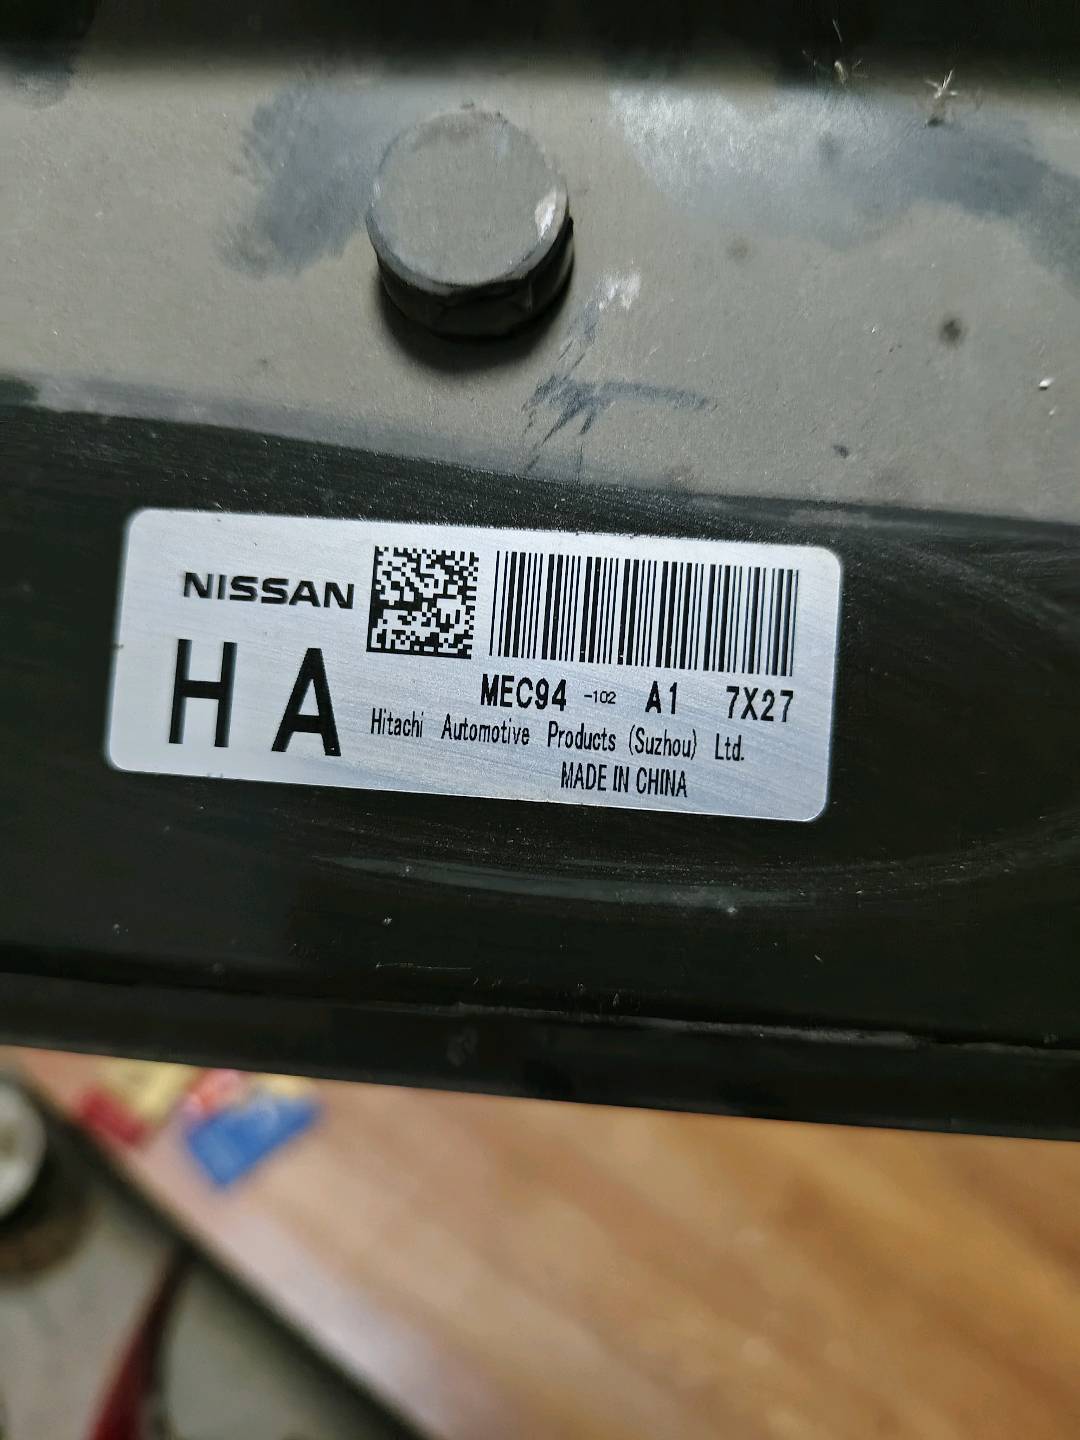 NISSAN
HA
MEC94 -102 A1 7X27
Hitachi Automotive Products (Suzhou) Ltd.
MADE IN CHINA